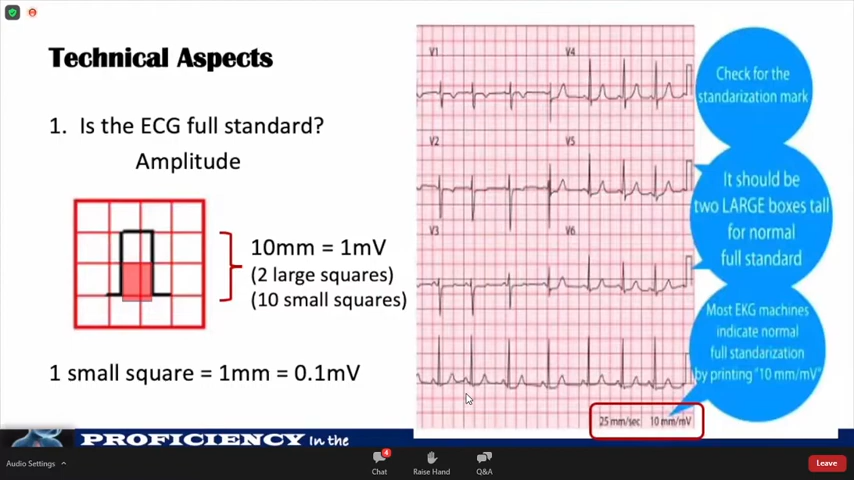 Technical Aspects
1. Is the ECG full standard?
Amplitude
10mm = 1mV
(2 large squares)
(10 small squares)
1 small square = 1mm = 0.1mV
V1
V4
V2
V5
V3
V6
25 mm/sec 10 mm/mV
Check for the
standarization mark
It should be
two LARGE boxes tall
for normal
full standard
Most EKG machines
indicate normal
full standarization
by printing "10 mm/mV"
PROFICIENCY In the
Audio Settings
4
Chat
Raise Hand
Q&A
Leave